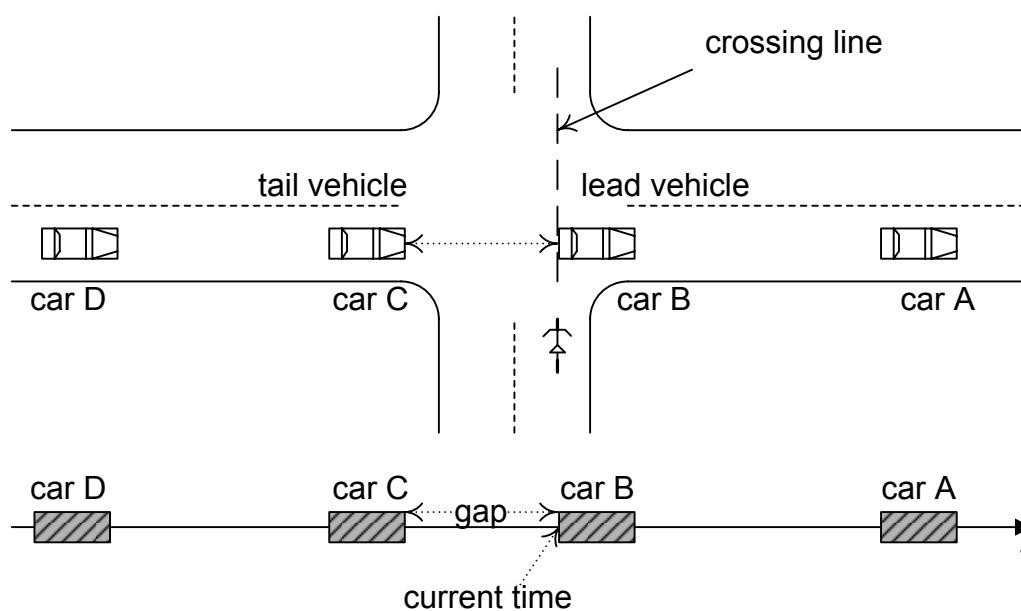 crossing line
tail vehicle lead vehicle
car D car C car B car A
car D car C car B car A
gap
current time